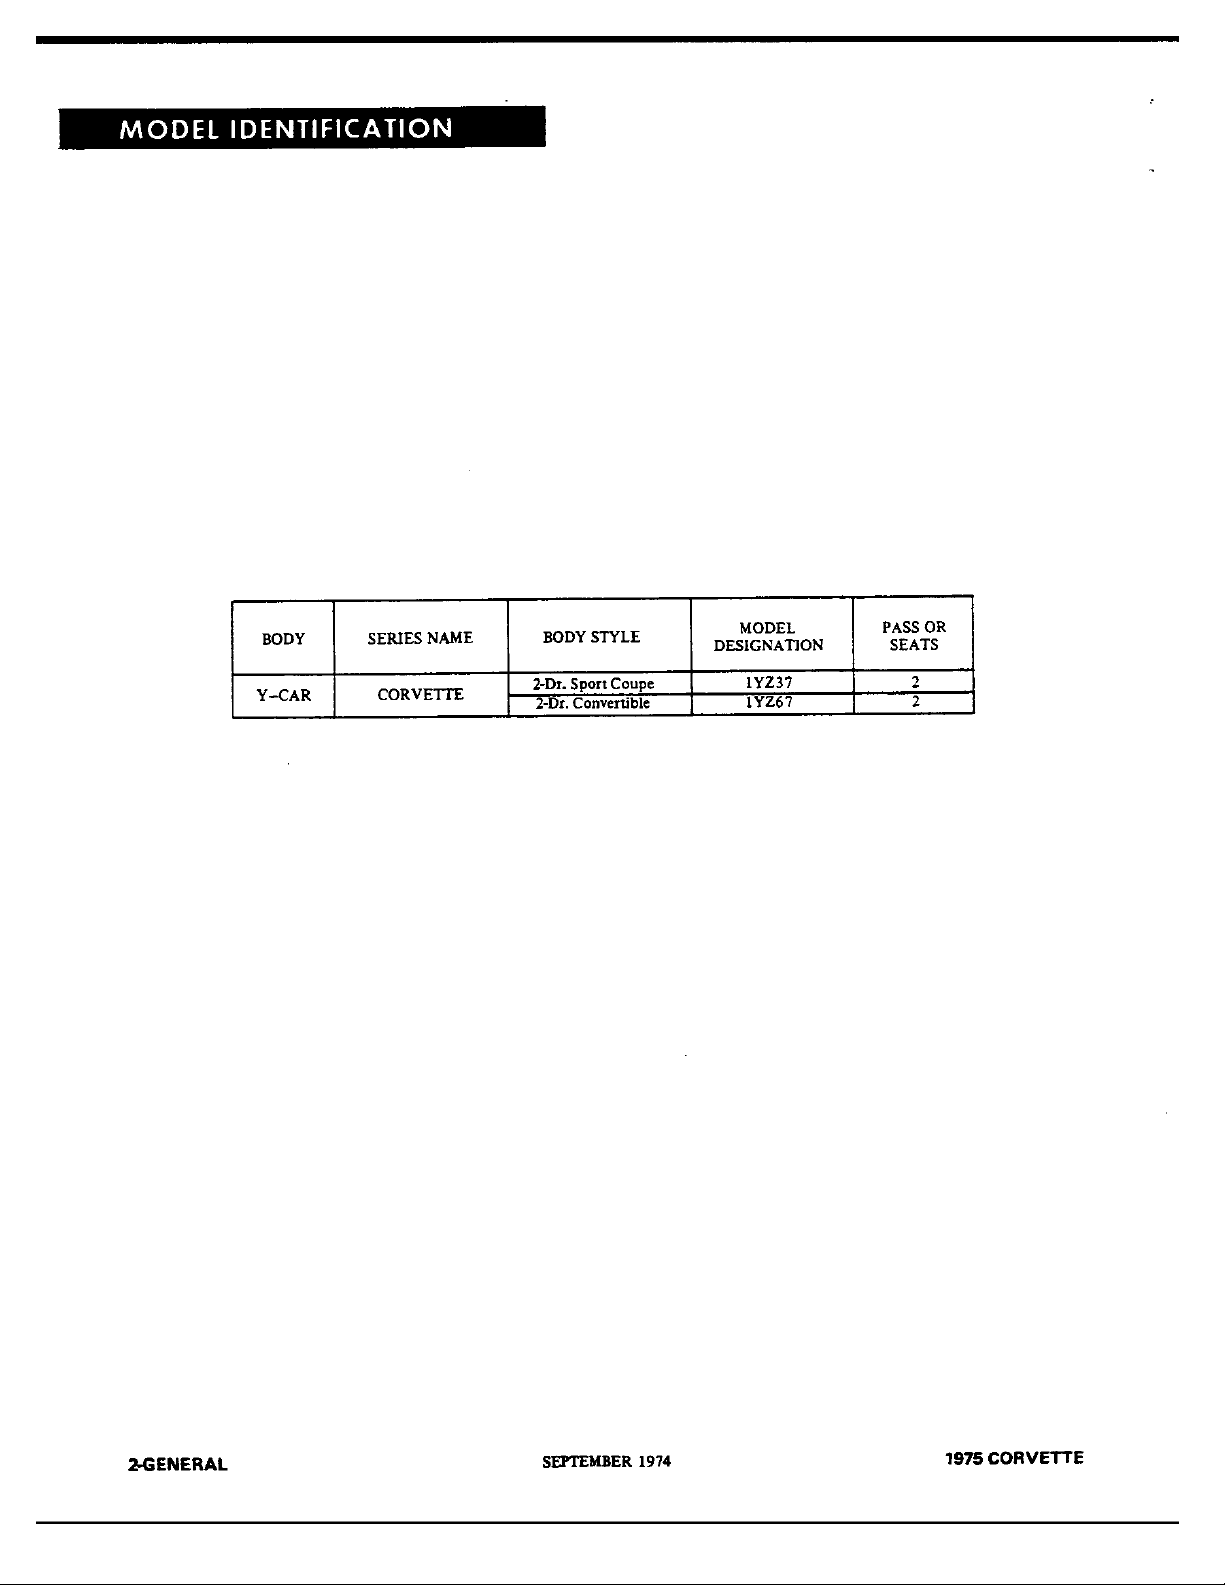 MODEL IDENTIFICATION
BODY SERIES NAME BODY STYLE MODEL DESIGNATION PASS OR SEATS
Y-CAR CORVETTE 2-Dr. Sport Coupe 1YZ37 2
2-Dr. Convertible 1YZ67 2
2-GENERAL SEPTEMBER 1974 1975 CORVETTE